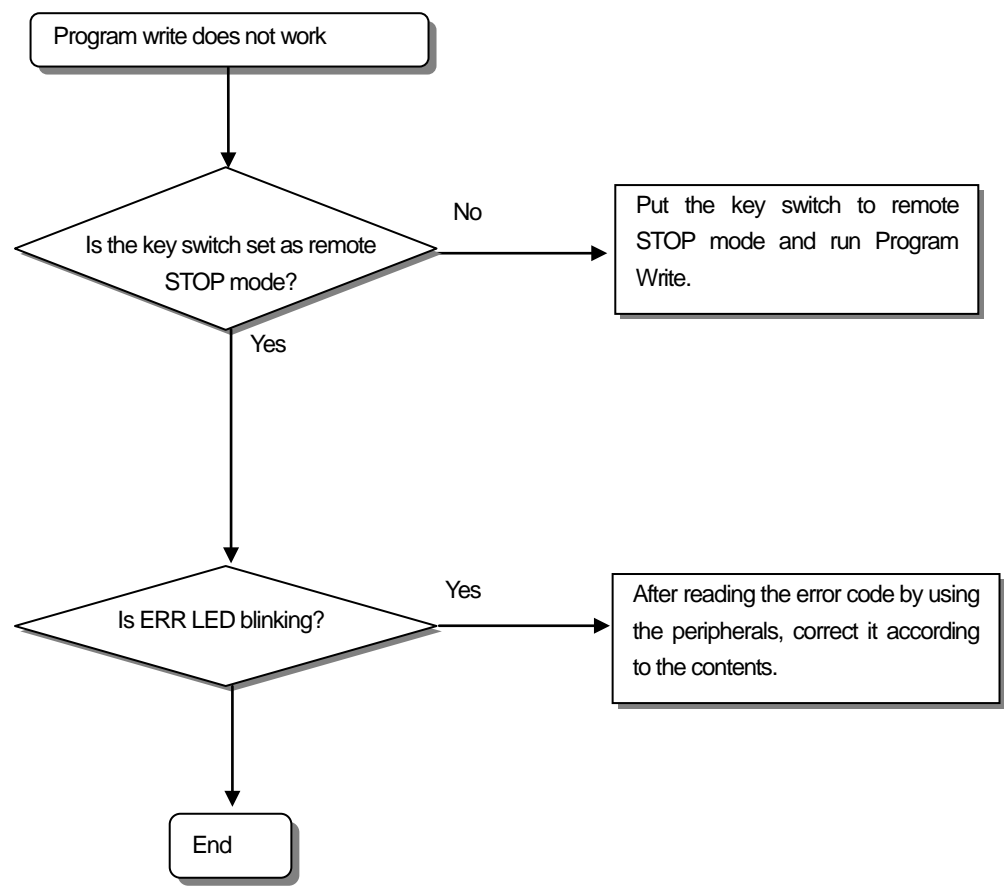 Program write does not work
Is the key switch set as remote
STOP mode?
No
Put the key switch to remote
STOP mode and run Program
Write.
Yes
Is ERR LED blinking?
Yes
After reading the error code by using
the peripherals, correct it according
to the contents.
End